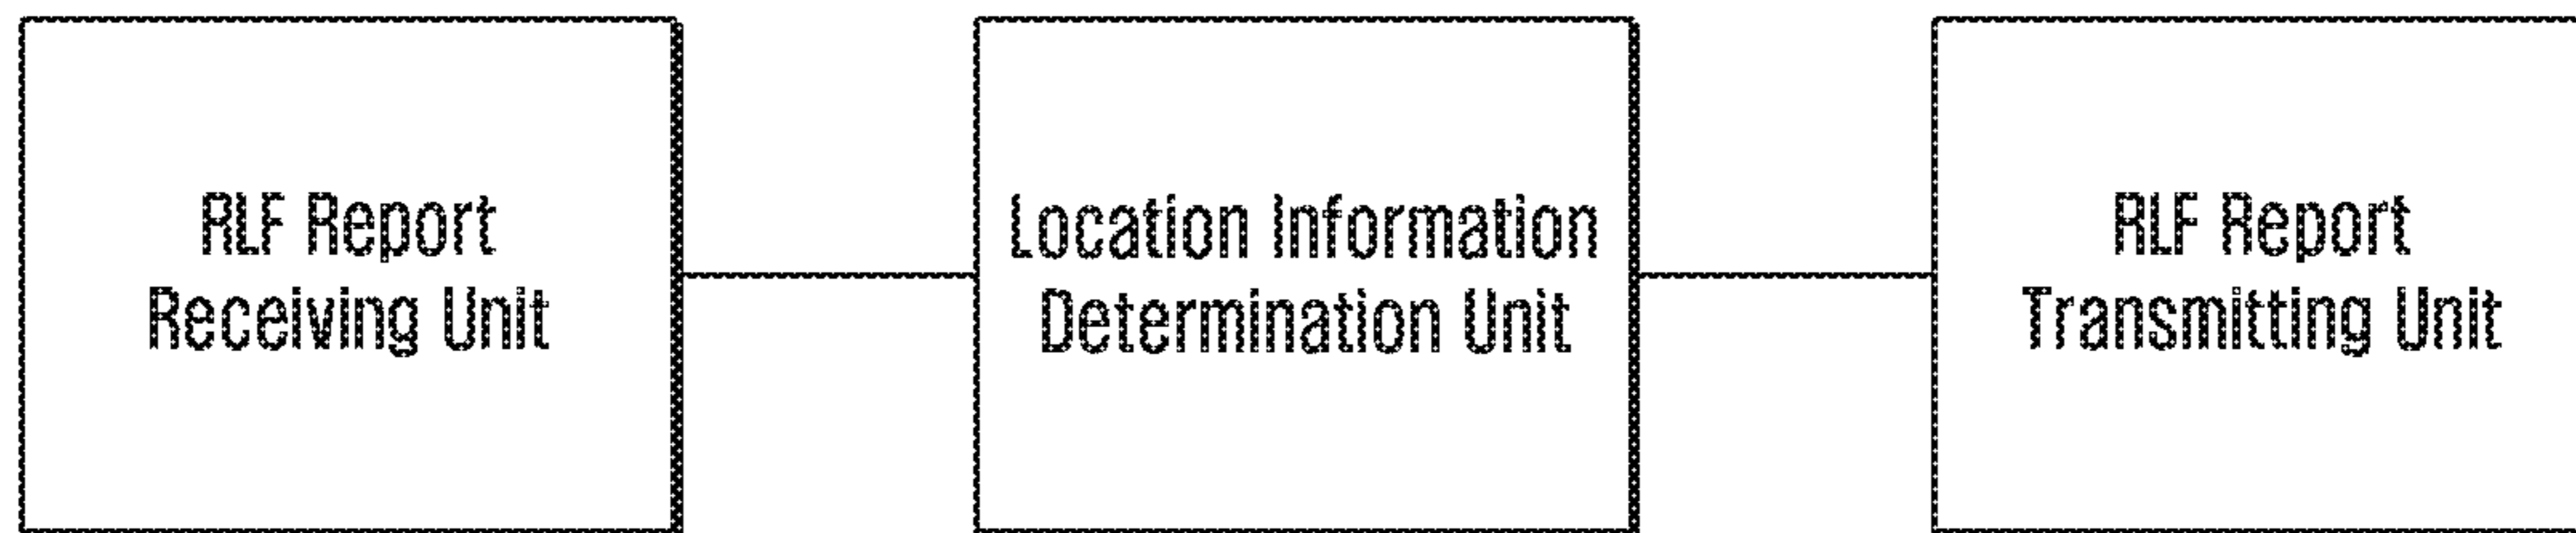 RLF Report
Receiving Unit
Location Information
Determination Unit
RLF Report
Transmitting Unit